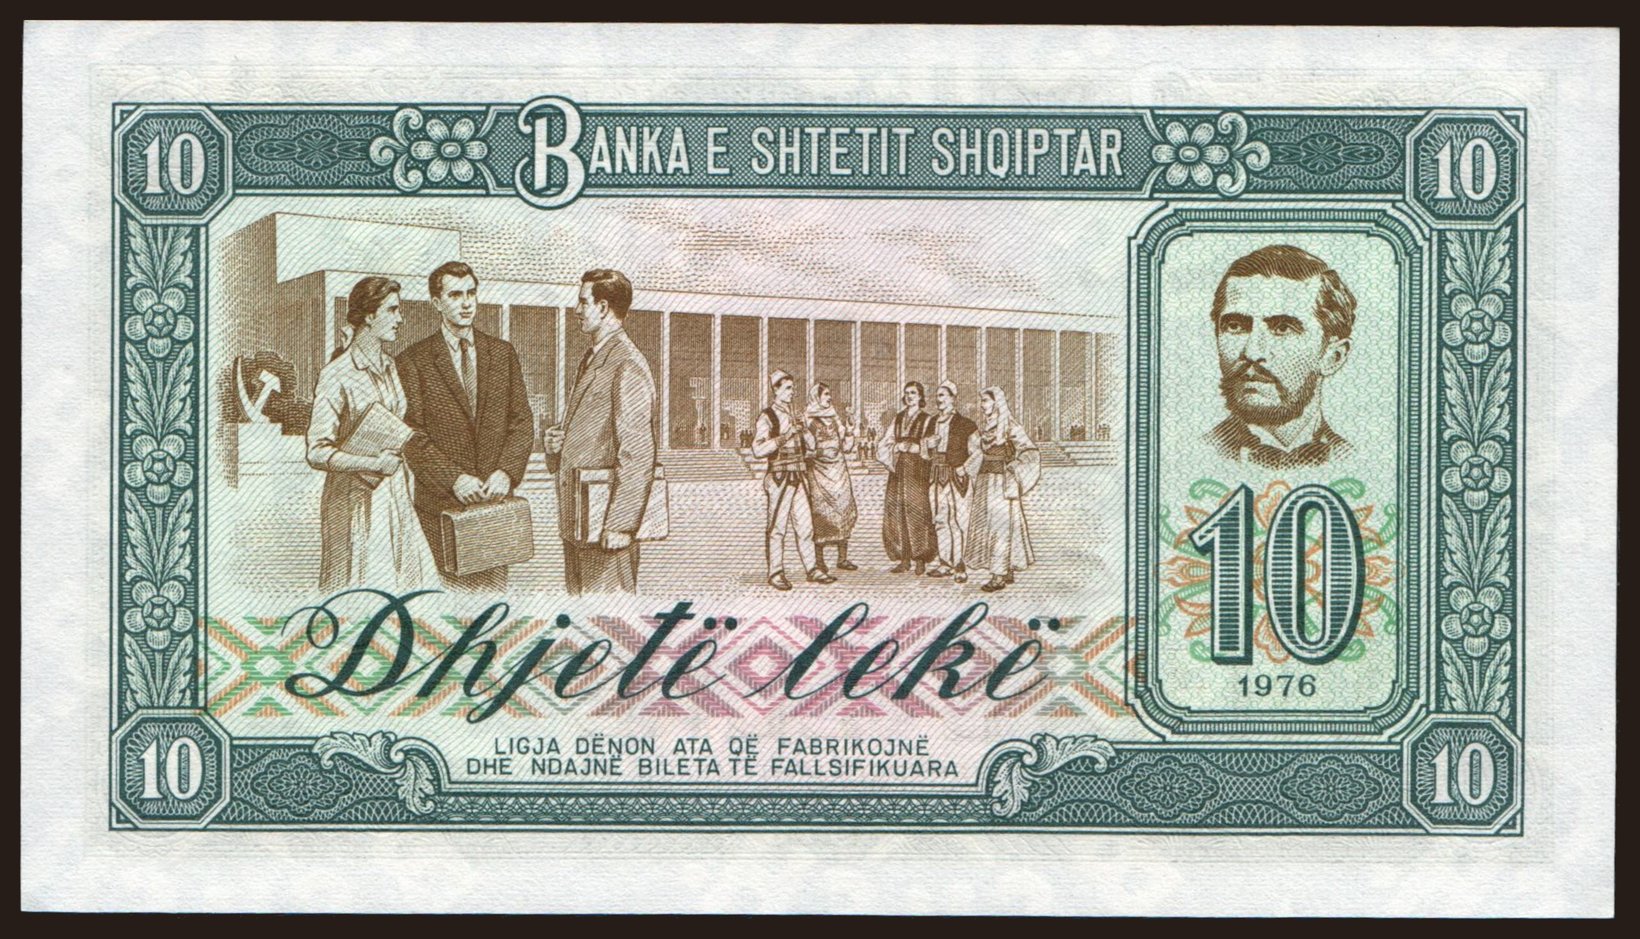 10
BANKA E SHTETIT SHQIPTAR
10
Dhjetë lekë
10
1976
LIGJA DËNON ATA QË FABRIKOJNË
DHE NDAJNË BILETA TË FALLSIFIKUARA
10
10